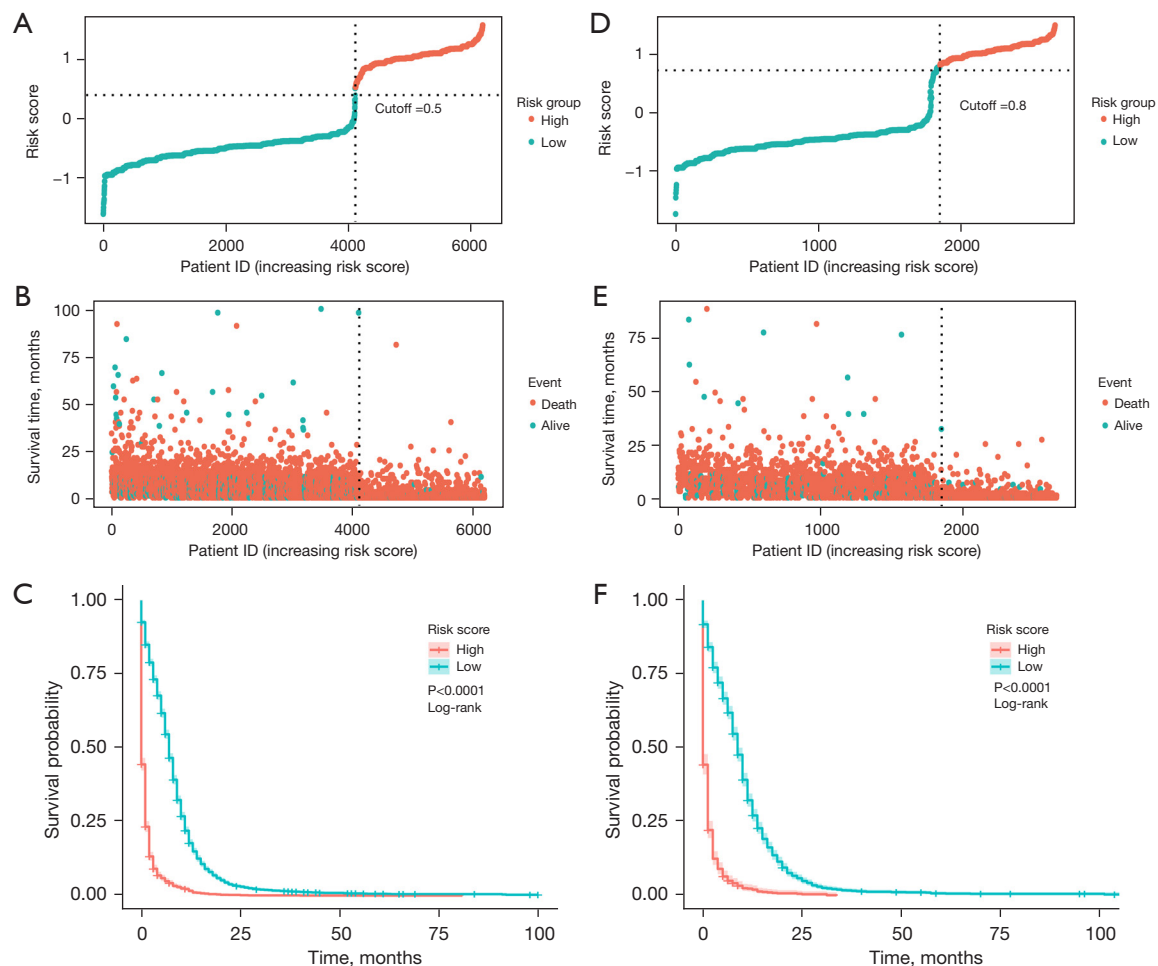 A
Risk score
1
0
−1
Cutoff =0.5
Risk group
High
Low
0
2000
4000
6000
Patient ID (increasing risk score)
D
Risk score
1
0
−1
Cutoff =0.8
Risk group
High
Low
0
1000
2000
Patient ID (increasing risk score)
B
Survival time, months
100
75
50
25
0
Event
Death
Alive
0
2000
4000
6000
Patient ID (increasing risk score)
E
Survival time, months
75
50
25
0
Event
Death
Alive
0
1000
2000
Patient ID (increasing risk score)
C
Survival probability
1.00
0.75
0.50
0.25
0.00
Risk score
High
Low
P<0.0001
Log-rank
0
25
50
75
100
Time, months
F
Survival probability
1.00
0.75
0.50
0.25
0.00
Risk score
High
Low
P<0.0001
Log-rank
0
25
50
75
100
Time, months